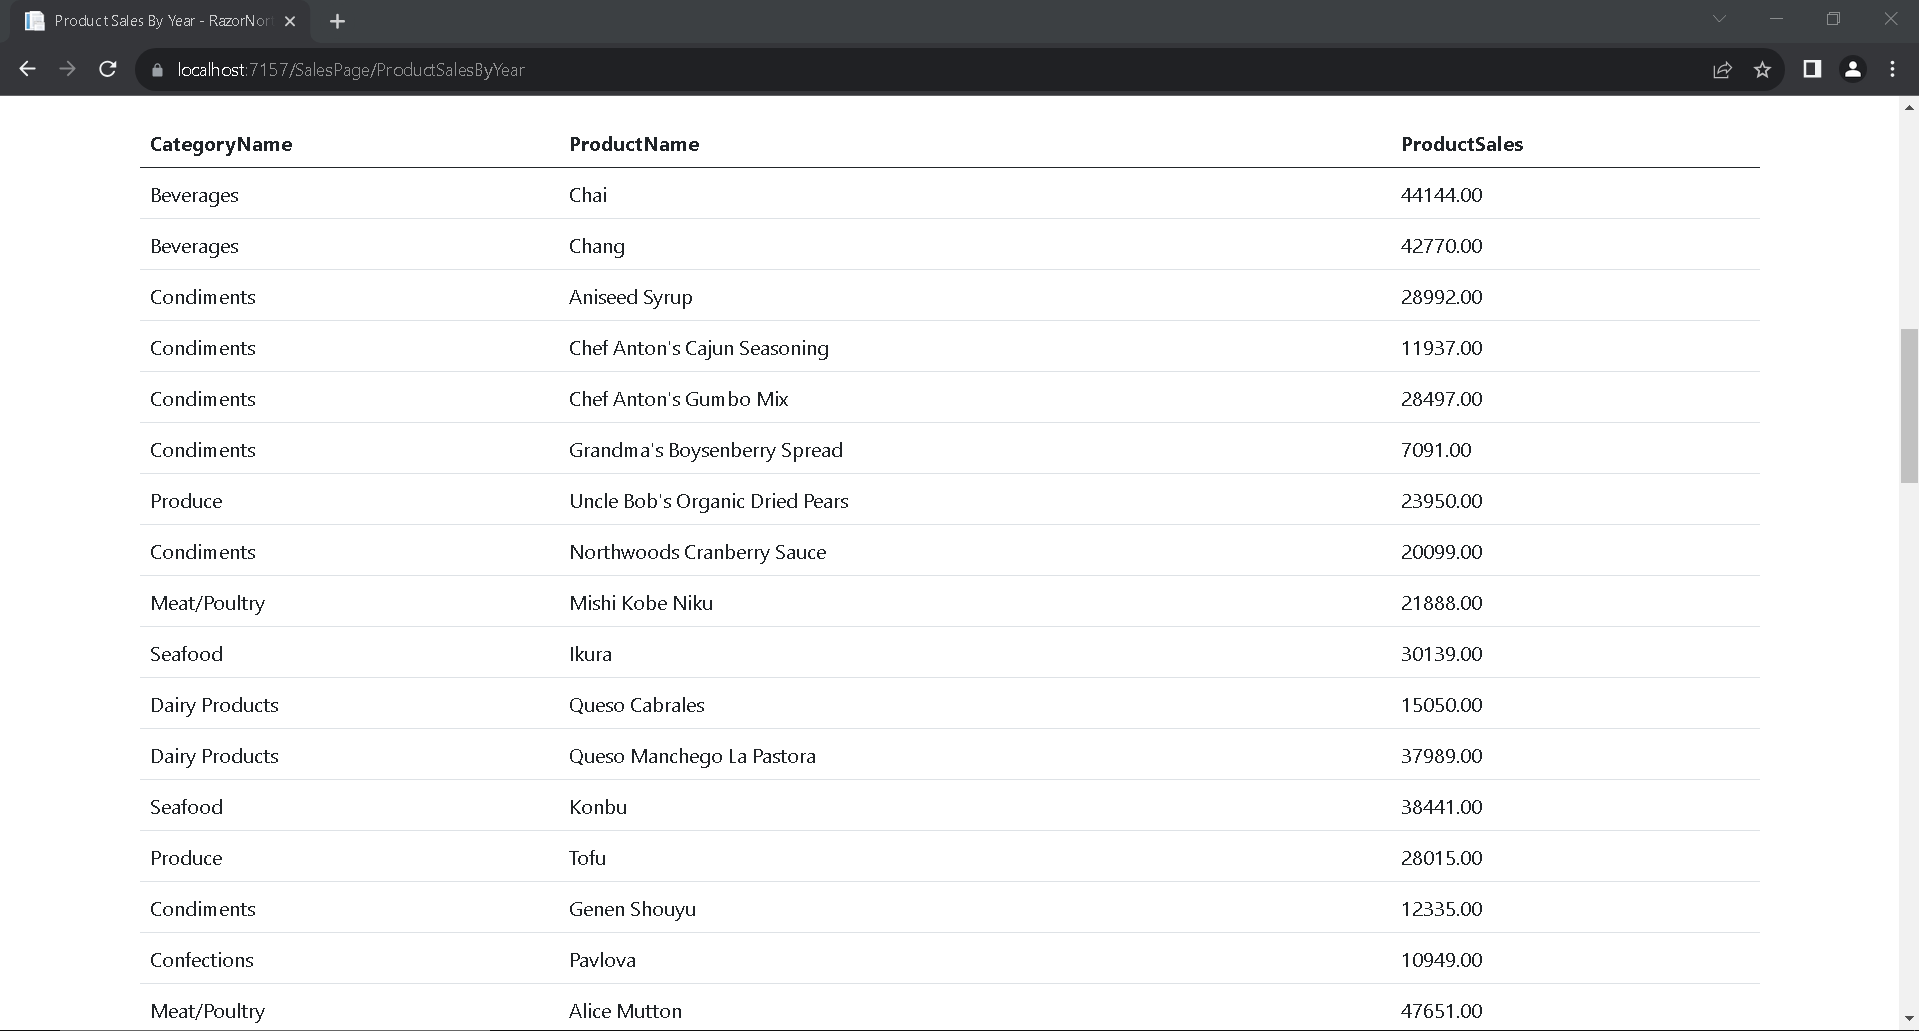 Product Sales By Year - RazorNor
localhost:7157/SalesPage/ProductSalesByYear
CategoryName ProductName ProductSales
Beverages Chai 44144.00
Beverages Chang 42770.00
Condiments Aniseed Syrup 28992.00
Condiments Chef Anton's Cajun Seasoning 11937.00
Condiments Chef Anton's Gumbo Mix 28497.00
Condiments Grandma's Boysenberry Spread 7091.00
Produce Uncle Bob's Organic Dried Pears 23950.00
Condiments Northwoods Cranberry Sauce 20099.00
Meat/Poultry Mishi Kobe Niku 21888.00
Seafood Ikura 30139.00
Dairy Products Queso Cabrales 15050.00
Dairy Products Queso Manchego La Pastora 37989.00
Seafood Konbu 38441.00
Produce Tofu 28015.00
Condiments Genen Shouyu 12335.00
Confections Pavlova 10949.00
Meat/Poultry Alice Mutton 47651.00